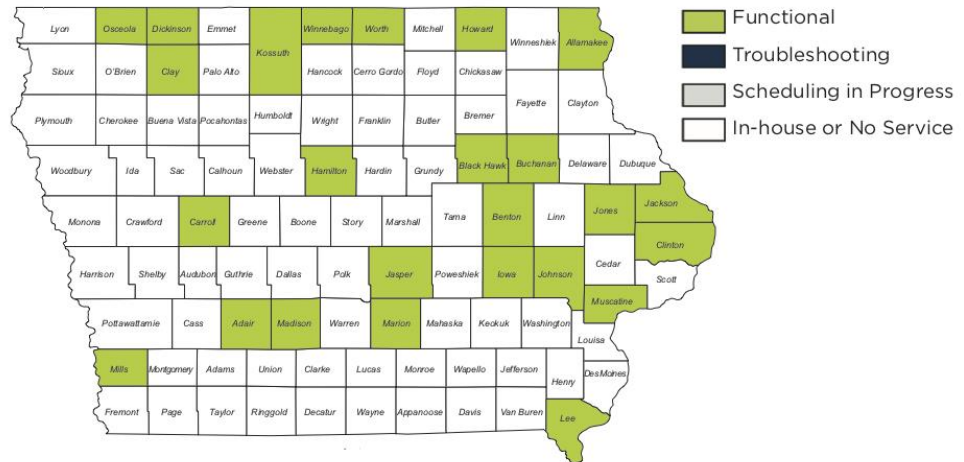 Lyon Osceola Dickinson Emmet Kossuth Winnebago Worth Mitchell Howard Winneshiek Allamakee
Sioux O'Brien Clay Palo Alto Hancock Cerro Gordo Floyd Chickasaw
Fayette Clayton
Plymouth Cherokee Buena Vista Pocahontas Humboldt Wright Franklin Butler Bremer
Woodbury Ida Sac Calhoun Webster Hamilton Hardin Grundy Black Hawk Buchanan Delaware Dubuque
Monona Crawford Carroll Greene Boone Story Marshall Tama Benton Linn Jones Jackson
Clinton
Harrison Shelby Audubon Guthrie Dallas Polk Jasper Poweshiek Iowa Johnson Cedar Scott
Muscatine
Pottawattamie Cass Adair Madison Warren Marion Mahaska Keokuk Washington Louisa
Mills Montgomery Adams Union Clarke Lucas Monroe Wapello Jefferson Henry DesMoines
Fremont Page Taylor Ringgold Decatur Wayne Appanoose Davis Van Buren Lee
Functional
Troubleshooting
Scheduling in Progress
In-house or No Service